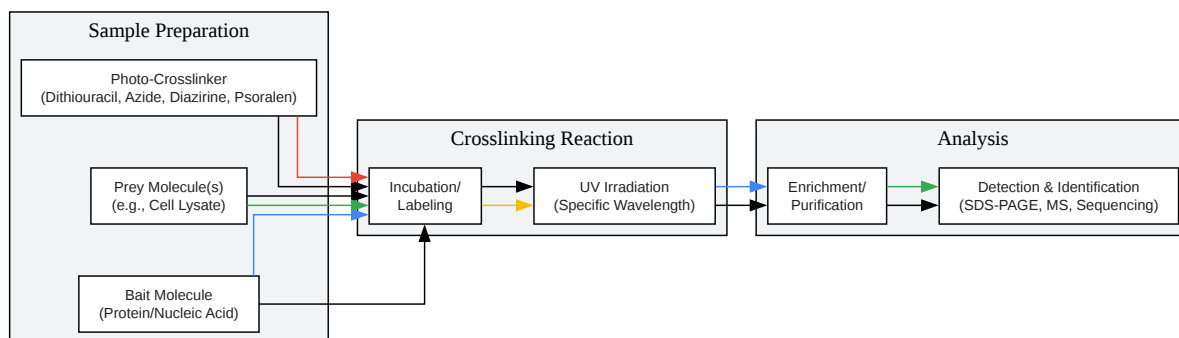 Sample Preparation
Photo-Crosslinker
(Dithiouracil, Azide, Diazirine, Psoralen)
Prey Molecule(s)
(e.g., Cell Lysate)
Bait Molecule
(Protein/Nucleic Acid)
Crosslinking Reaction
Incubation/
Labeling
UV Irradiation
(Specific Wavelength)
Analysis
Enrichment/
Purification
Detection & Identification
(SDS-PAGE, MS, Sequencing)